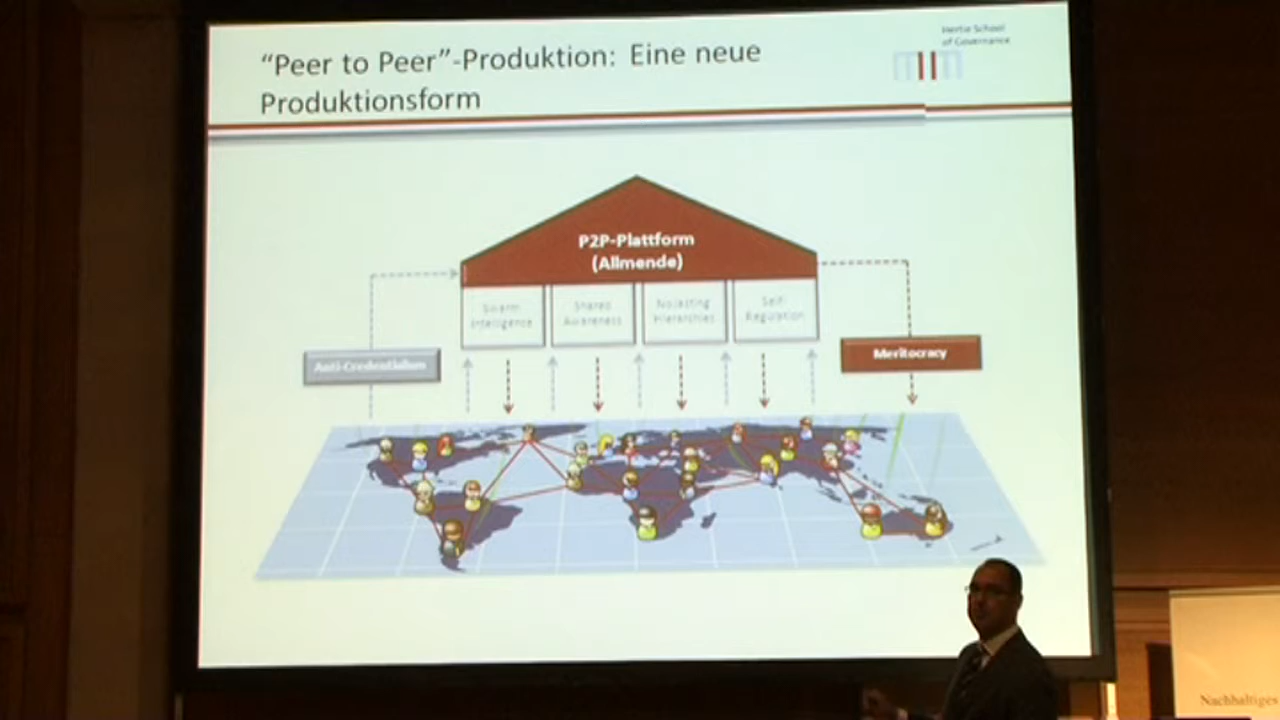 "Peer to Peer"-Produktion: Eine neue
Produktionsform
Hertie School
of Governance
P2P-Plattform
(Allmende)
Swarm
Intelligence
Shared
Awareness
No lasting
Hierarchies
Self-
Regulation
Anti-Credentialism
Meritocracy
Nachhaltiges